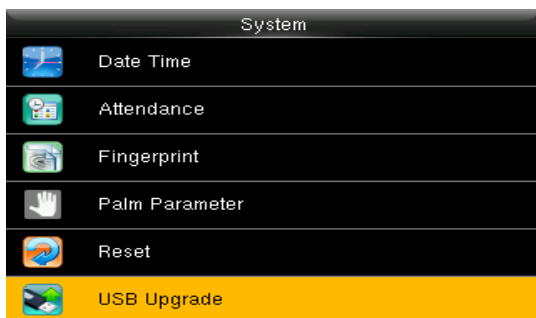 System
Date Time
Attendance
Fingerprint
Palm Parameter
Reset
USB Upgrade